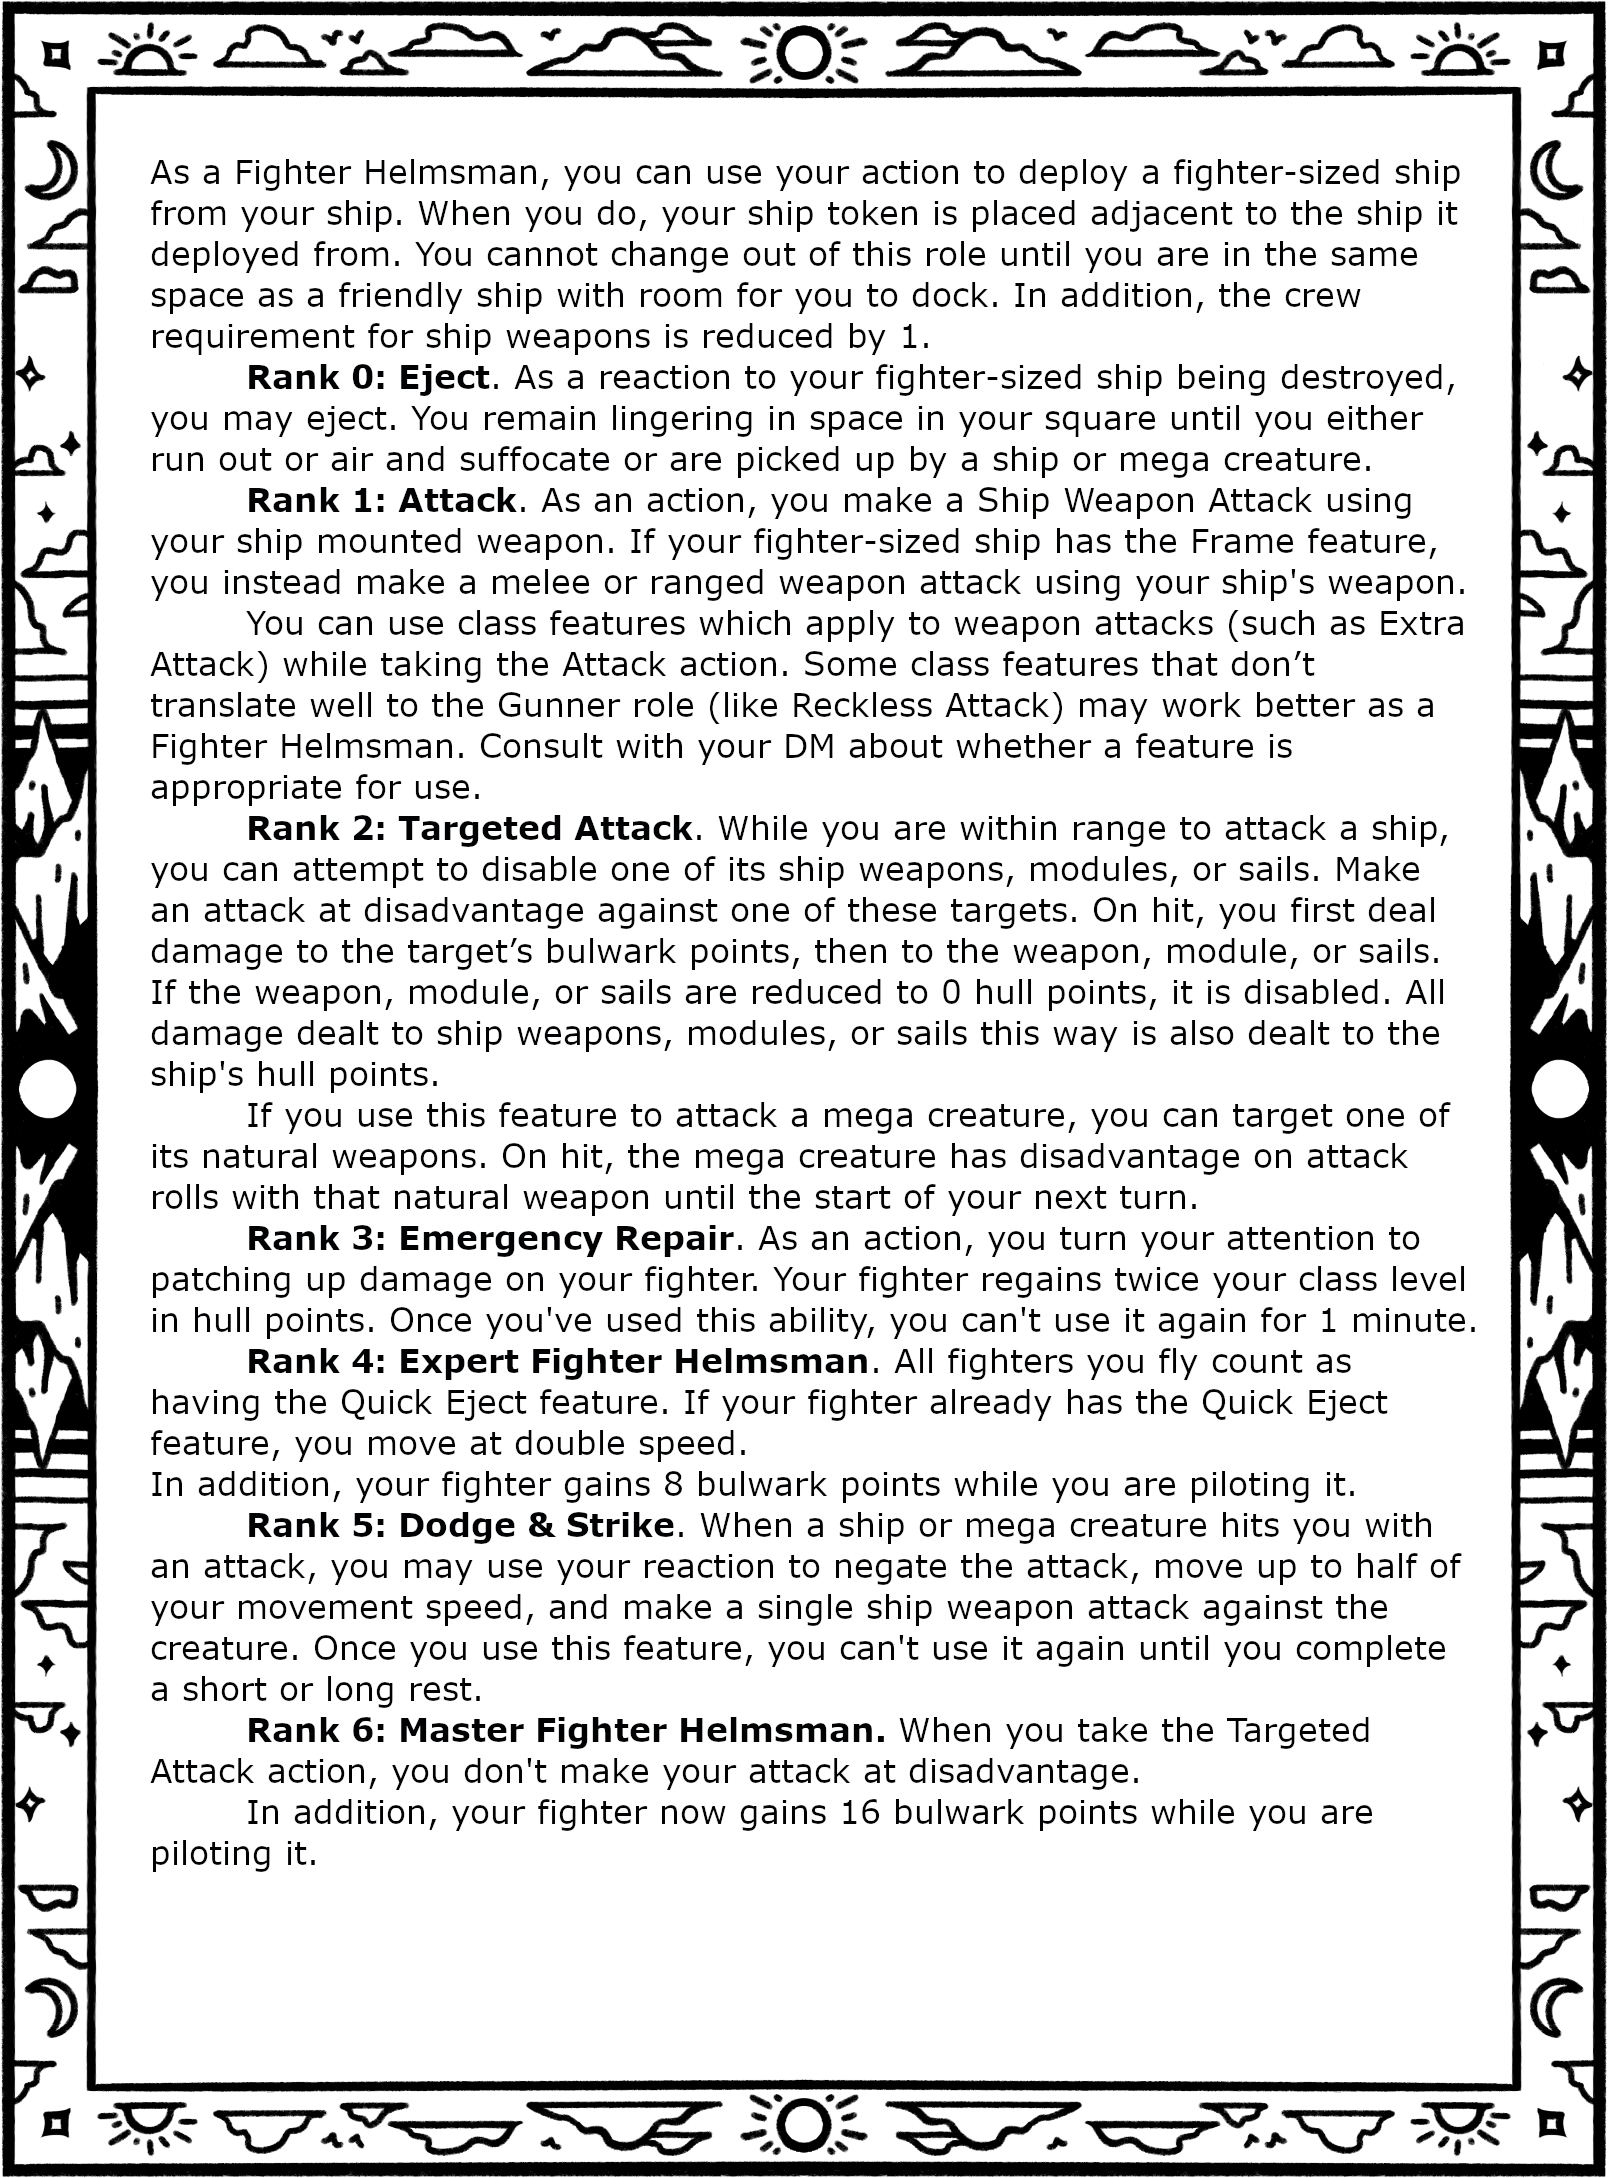 As a Fighter Helmsman, you can use your action to deploy a fighter-sized ship
from your ship. When you do, your ship token is placed adjacent to the ship it
deployed from. You cannot change out of this role until you are in the same
space as a friendly ship with room for you to dock. In addition, the crew
requirement for ship weapons is reduced by 1.
Rank 0: Eject. As a reaction to your fighter-sized ship being destroyed,
you may eject. You remain lingering in space in your square until you either
run out or air and suffocate or are picked up by a ship or mega creature.
Rank 1: Attack. As an action, you make a Ship Weapon Attack using
your ship mounted weapon. If your fighter-sized ship has the Frame feature,
you instead make a melee or ranged weapon attack using your ship's weapon.
You can use class features which apply to weapon attacks (such as Extra
Attack) while taking the Attack action. Some class features that don’t
translate well to the Gunner role (like Reckless Attack) may work better as a
Fighter Helmsman. Consult with your DM about whether a feature is
appropriate for use.
Rank 2: Targeted Attack. While you are within range to attack a ship,
you can attempt to disable one of its ship weapons, modules, or sails. Make
an attack at disadvantage against one of these targets. On hit, you first deal
damage to the target’s bulwark points, then to the weapon, module, or sails.
If the weapon, module, or sails are reduced to 0 hull points, it is disabled. All
damage dealt to ship weapons, modules, or sails this way is also dealt to the
ship's hull points.
If you use this feature to attack a mega creature, you can target one of
its natural weapons. On hit, the mega creature has disadvantage on attack
rolls with that natural weapon until the start of your next turn.
Rank 3: Emergency Repair. As an action, you turn your attention to
patching up damage on your fighter. Your fighter regains twice your class level
in hull points. Once you've used this ability, you can't use it again for 1 minute.
Rank 4: Expert Fighter Helmsman. All fighters you fly count as
having the Quick Eject feature. If your fighter already has the Quick Eject
feature, you move at double speed.
In addition, your fighter gains 8 bulwark points while you are piloting it.
Rank 5: Dodge & Strike. When a ship or mega creature hits you with
an attack, you may use your reaction to negate the attack, move up to half of
your movement speed, and make a single ship weapon attack against the
creature. Once you use this feature, you can't use it again until you complete
a short or long rest.
Rank 6: Master Fighter Helmsman. When you take the Targeted
Attack action, you don't make your attack at disadvantage.
In addition, your fighter now gains 16 bulwark points while you are
piloting it.